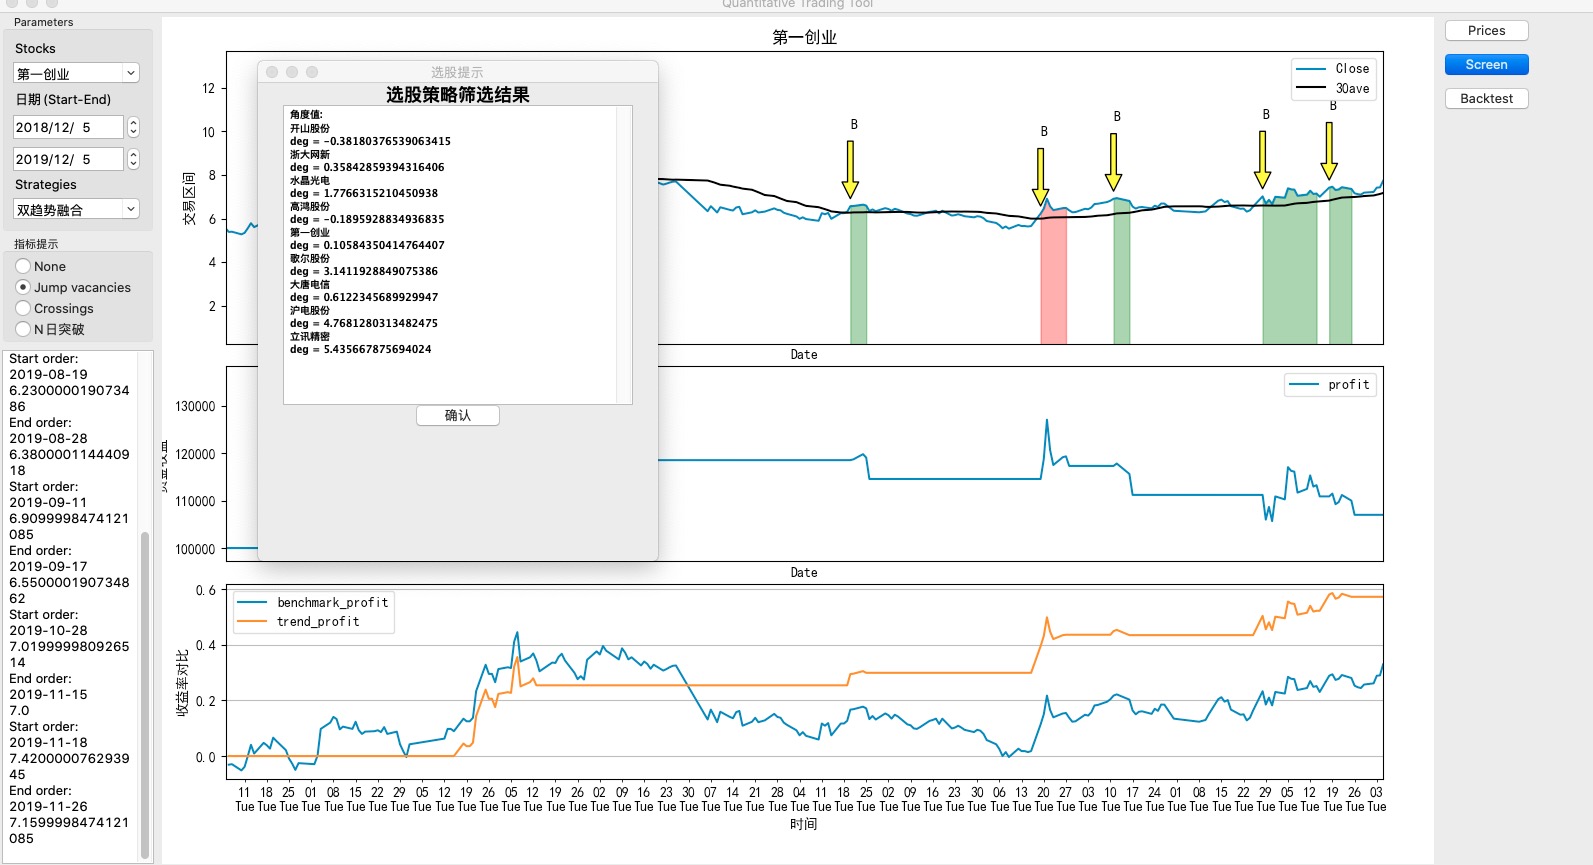 Quantitative Trading Tool
Parameters
Stocks
第一创业
日期 (Start-End)
2018/12/ 5
2019/12/ 5
Strategies
双趋势融合
指标提示
None
Jump vacancies
Crossings
N日突破
Start order:
2019-08-19
6.2300000190734
86
End order:
2019-08-28
6.3800001144409
18
Start order:
2019-09-11
6.9099998474121
085
End order:
2019-09-17
6.5500001907348
62
Start order:
2019-10-28
7.0199999809265
14
End order:
2019-11-15
7.0
Start order:
2019-11-18
7.4200000762939
45
End order:
2019-11-26
7.1599998474121
085
选股提示
选股策略筛选结果
角度值:
开山股份
deg = -0.38180376539063415
浙大网新
deg = 0.35842859394316406
水晶光电
deg = 1.7766315210450938
高鸿股份
deg = -0.1895928834936835
第一创业
deg = 0.10584350414764407
歌尔股份
deg = 3.1411928849075386
大唐电信
deg = 0.6122345689929947
沪电股份
deg = 4.7681280313482475
立讯精密
deg = 5.435667875694024
确认
第一创业
Close
30ave
B B B B B
交易区间
12
10
8
6
4
2
Date
profit
130000
120000
110000
100000
Date
benchmark_profit
trend_profit
收益率对比
0.6
0.4
0.2
0.0
11 18 25 01 08 15 22 29 05 12 19 26 05 12 19 26 02 09 16 23 30 07 14 21 28 04 11 18 25 02 09 16 23 30 06 13 20 27 03 10 17 24 01 08 15 22 29 05 12 19 26 03
Tue Tue Tue Tue Tue Tue Tue Tue Tue Tue Tue Tue Tue Tue Tue Tue Tue Tue Tue Tue Tue Tue Tue Tue Tue Tue Tue Tue Tue Tue Tue Tue Tue Tue Tue Tue Tue Tue Tue Tue Tue Tue Tue Tue Tue Tue Tue Tue Tue Tue Tue Tue
时间
Prices
Screen
Backtest